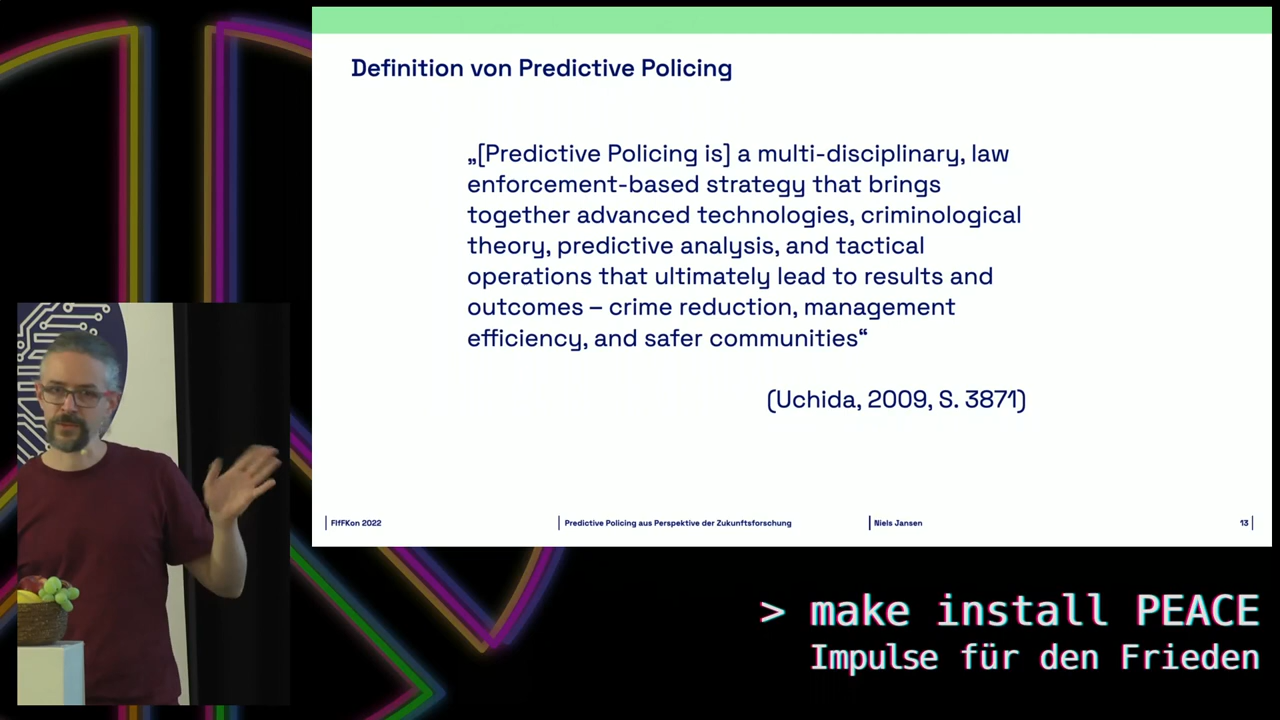 Definition von Predictive Policing
„[Predictive Policing is] a multi-disciplinary, law
enforcement-based strategy that brings
together advanced technologies, criminological
theory, predictive analysis, and tactical
operations that ultimately lead to results and
outcomes – crime reduction, management
efficiency, and safer communities“
(Uchida, 2009, S. 3871)
FIfFKon 2022
Predictive Policing aus Perspektive der Zukunftsforschung
Niels Jansen
13
> make install PEACE
Impulse für den Frieden